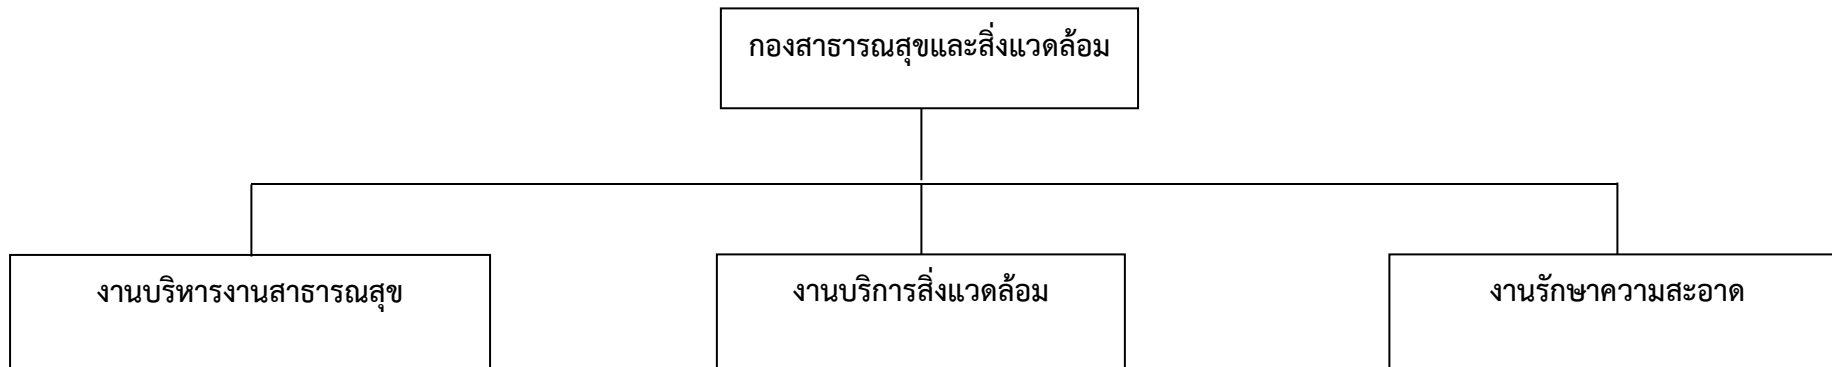 กองสาธารณสุขและสิ่งแวดล้อม
งานบริหารงานสาธารณสุข
งานบริการสิ่งแวดล้อม
งานรักษาความสะอาด